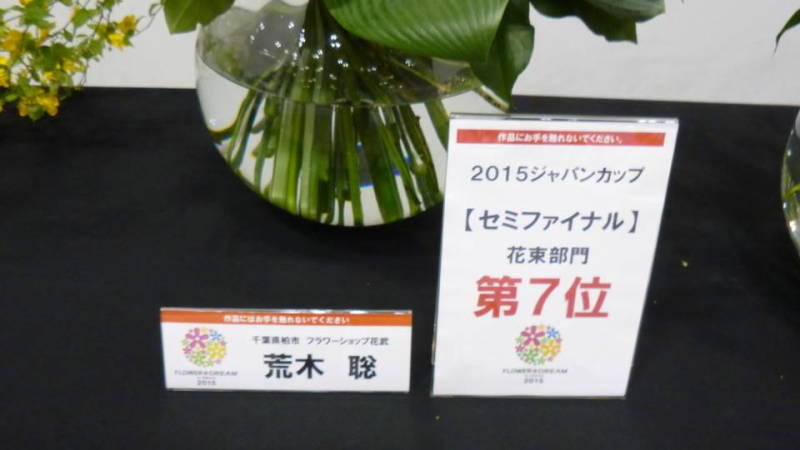 作品にお手を触れないでください。
2015ジャパンカップ
【セミファイナル】
花束部門
第7位
FLOWER DREAM
2015
作品にはお手を触れないでください
千葉県柏市 フラワーショップ花武
荒木 聡
FLOWER DREAM
2015